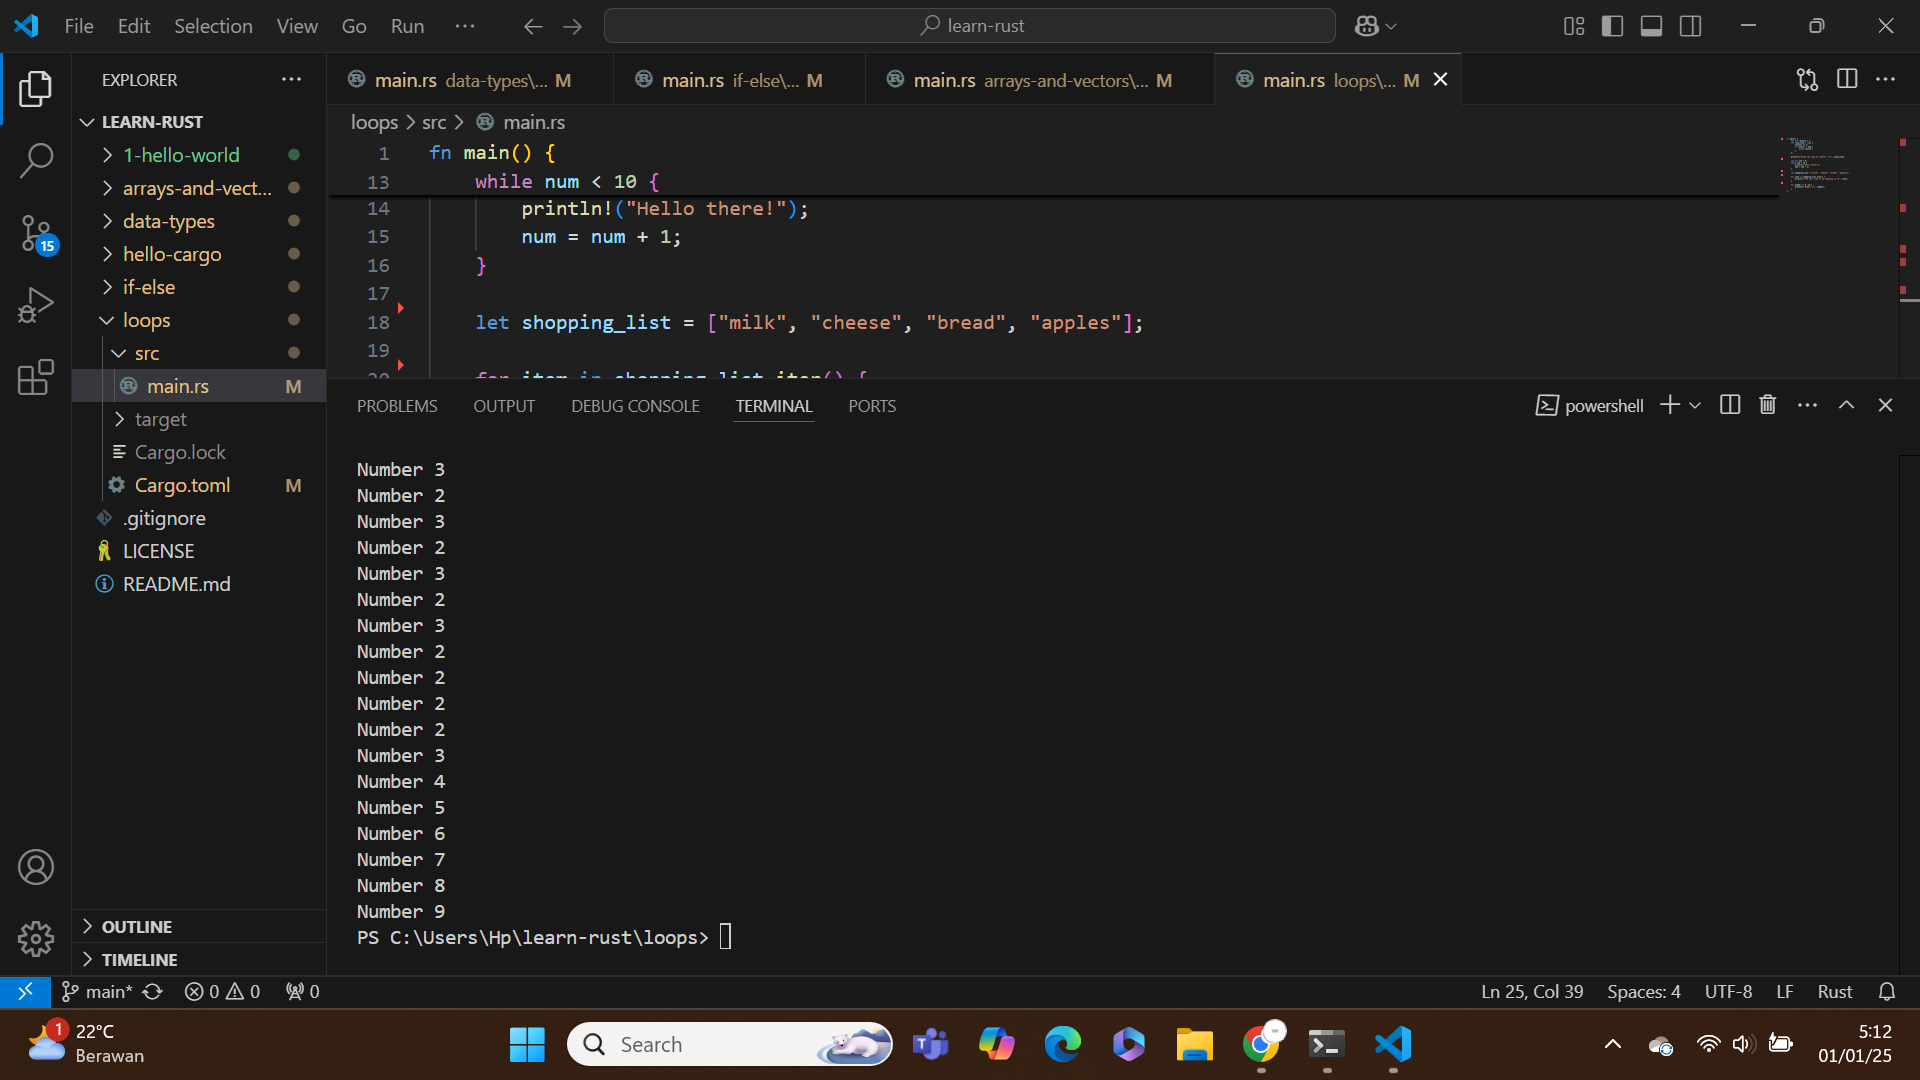 File Edit Selection View Go Run ···
learn-rust
EXPLORER
main.rs data-types\... M
main.rs if-else\... M
main.rs arrays-and-vectors\... M
main.rs loops\... M
LEARN-RUST
1-hello-world
arrays-and-vect...
data-types
hello-cargo
if-else
loops
src
main.rs M
target
Cargo.lock
Cargo.toml M
.gitignore
LICENSE
README.md
OUTLINE
TIMELINE
15
loops > src > main.rs
1 fn main() {
13 while num < 10 {
14 println!("Hello there!");
15 num = num + 1;
16 }
17
18 let shopping_list = ["milk", "cheese", "bread", "apples"];
19
20 for item in shopping_list.iter() {
PROBLEMS OUTPUT DEBUG CONSOLE TERMINAL PORTS
powershell
Number 3
Number 2
Number 3
Number 2
Number 3
Number 2
Number 3
Number 2
Number 2
Number 2
Number 2
Number 3
Number 4
Number 5
Number 6
Number 7
Number 8
Number 9
PS C:\Users\Hp\learn-rust\loops>
main* 0 0 0
Ln 25, Col 39 Spaces: 4 UTF-8 LF Rust
1
22°C
Berawan
Search
5:12
01/01/25